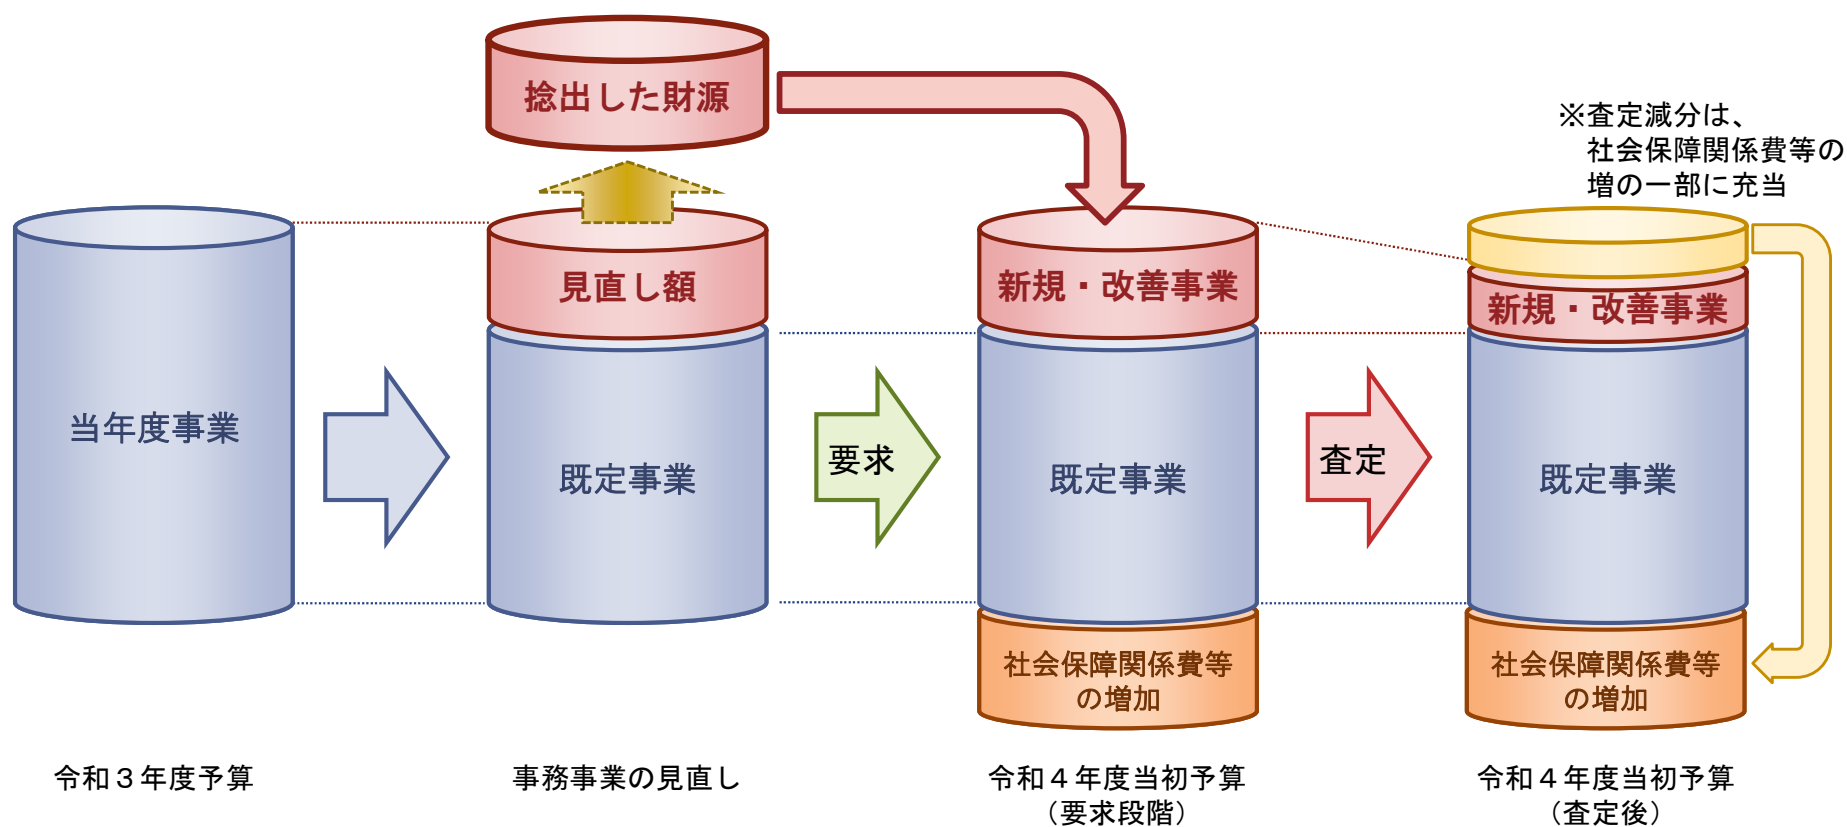 捻出した財源
※査定減分は、
社会保障関係費等の
増の一部に充当
当年度事業
見直し額
既定事業
要求
新規・改善事業
既定事業
社会保障関係費等
の増加
査定
新規・改善事業
既定事業
社会保障関係費等
の増加
令和３年度予算
事務事業の見直し
令和４年度当初予算
（要求段階）
令和４年度当初予算
（査定後）